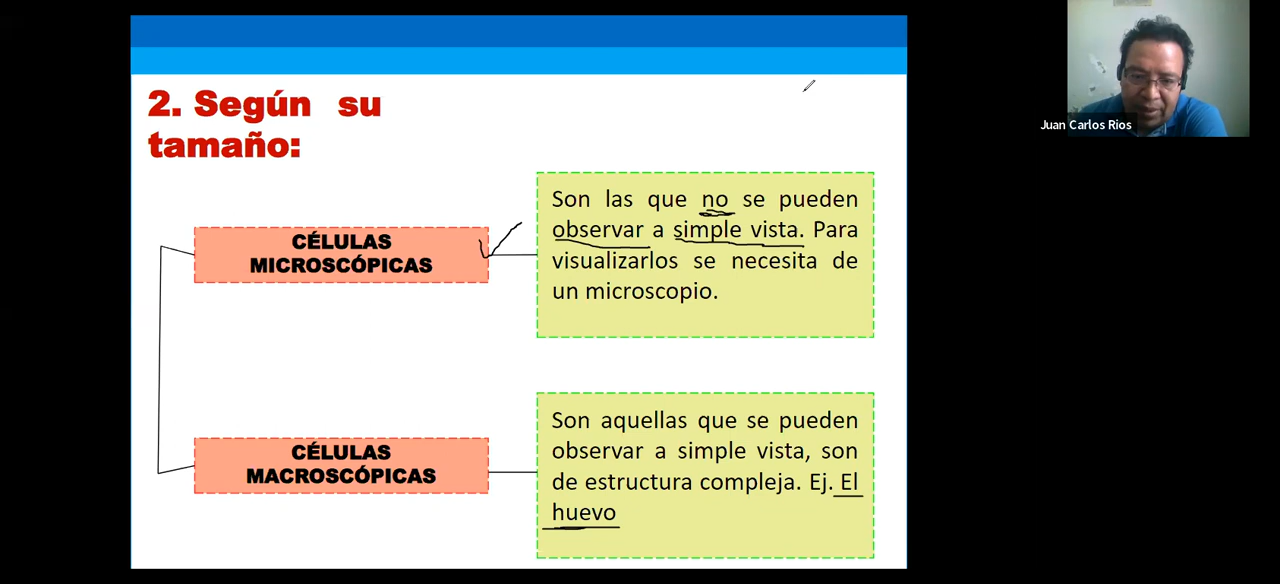 2. Según su
tamaño:
CÉLULAS
MICROSCÓPICAS
Son las que no se pueden
observar a simple vista. Para
visualizarlos se necesita de
un microscopio.
CÉLULAS
MACROSCÓPICAS
Son aquellas que se pueden
observar a simple vista, son
de estructura compleja. Ej. El
huevo
Juan Carlos Rios